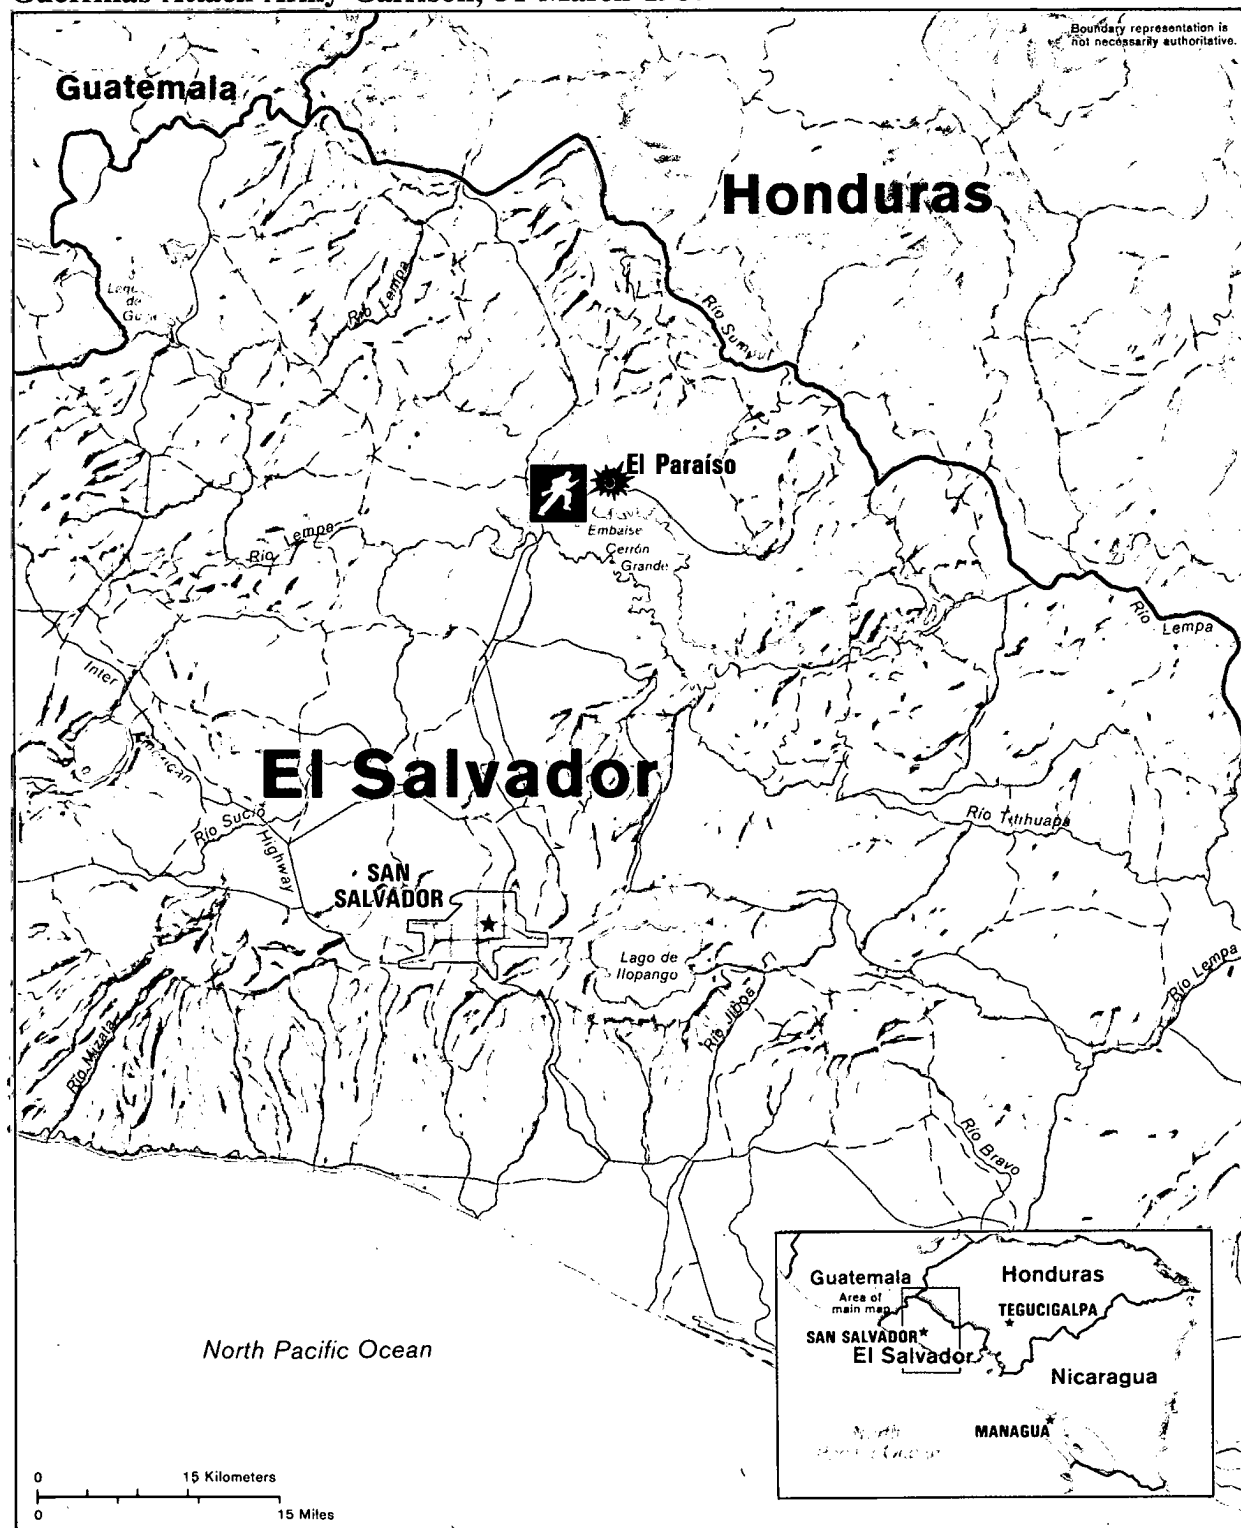 Boundary representation is
not necessarily authoritative.
Guatemala
Honduras
Río Lempa
Río Sumpul
El Paraíso
Embalse
Cerrón
Grande
Río Lempa
Río
Lempa
Inter
American
Highway
El Salvador
Río Sucio
Río Titihuapa
SAN
SALVADOR
Lago de
Ilopango
Río Lempa
Río Jiboa
Río Mizata
Río Bravo
North Pacific Ocean
Guatemala
Honduras
Area of
main map
TEGUCIGALPA
SAN SALVADOR
El Salvador
Nicaragua
MANAGUA
North
0 15 Kilometers
0 15 Miles